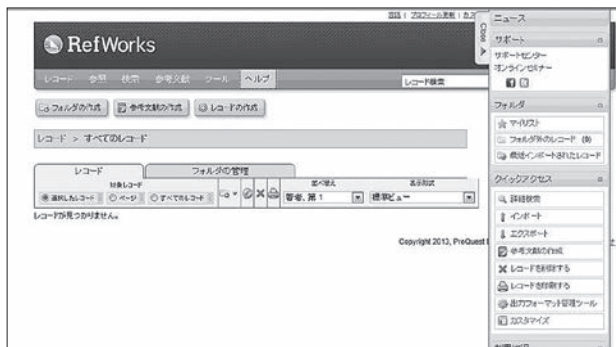 言語 | プロフィール更新 |
Close
RefWorks
レコード 参照 検索 参考文献 ツール ヘルプ
レコード検索
フォルダの作成 参考文献の作成 レコードの作成
レコード > すべてのレコード
レコード フォルダの管理
対象レコード 並べ替え 表示形式
選択したレコード ページ すべてのレコード 著者、第1 標準ビュー
レコードが見つかりません。
Copyright 2013, ProQuest
ニュース
サポート
サポートセンター
オンラインセミナー
フォルダ
マイリスト
フォルダ外のレコード (0)
最近インポートされたレコード
クイックアクセス
詳細検索
インポート
エクスポート
参考文献の作成
レコードを削除する
レコードを印刷する
出力フォーマット管理ツール
カスタマイズ